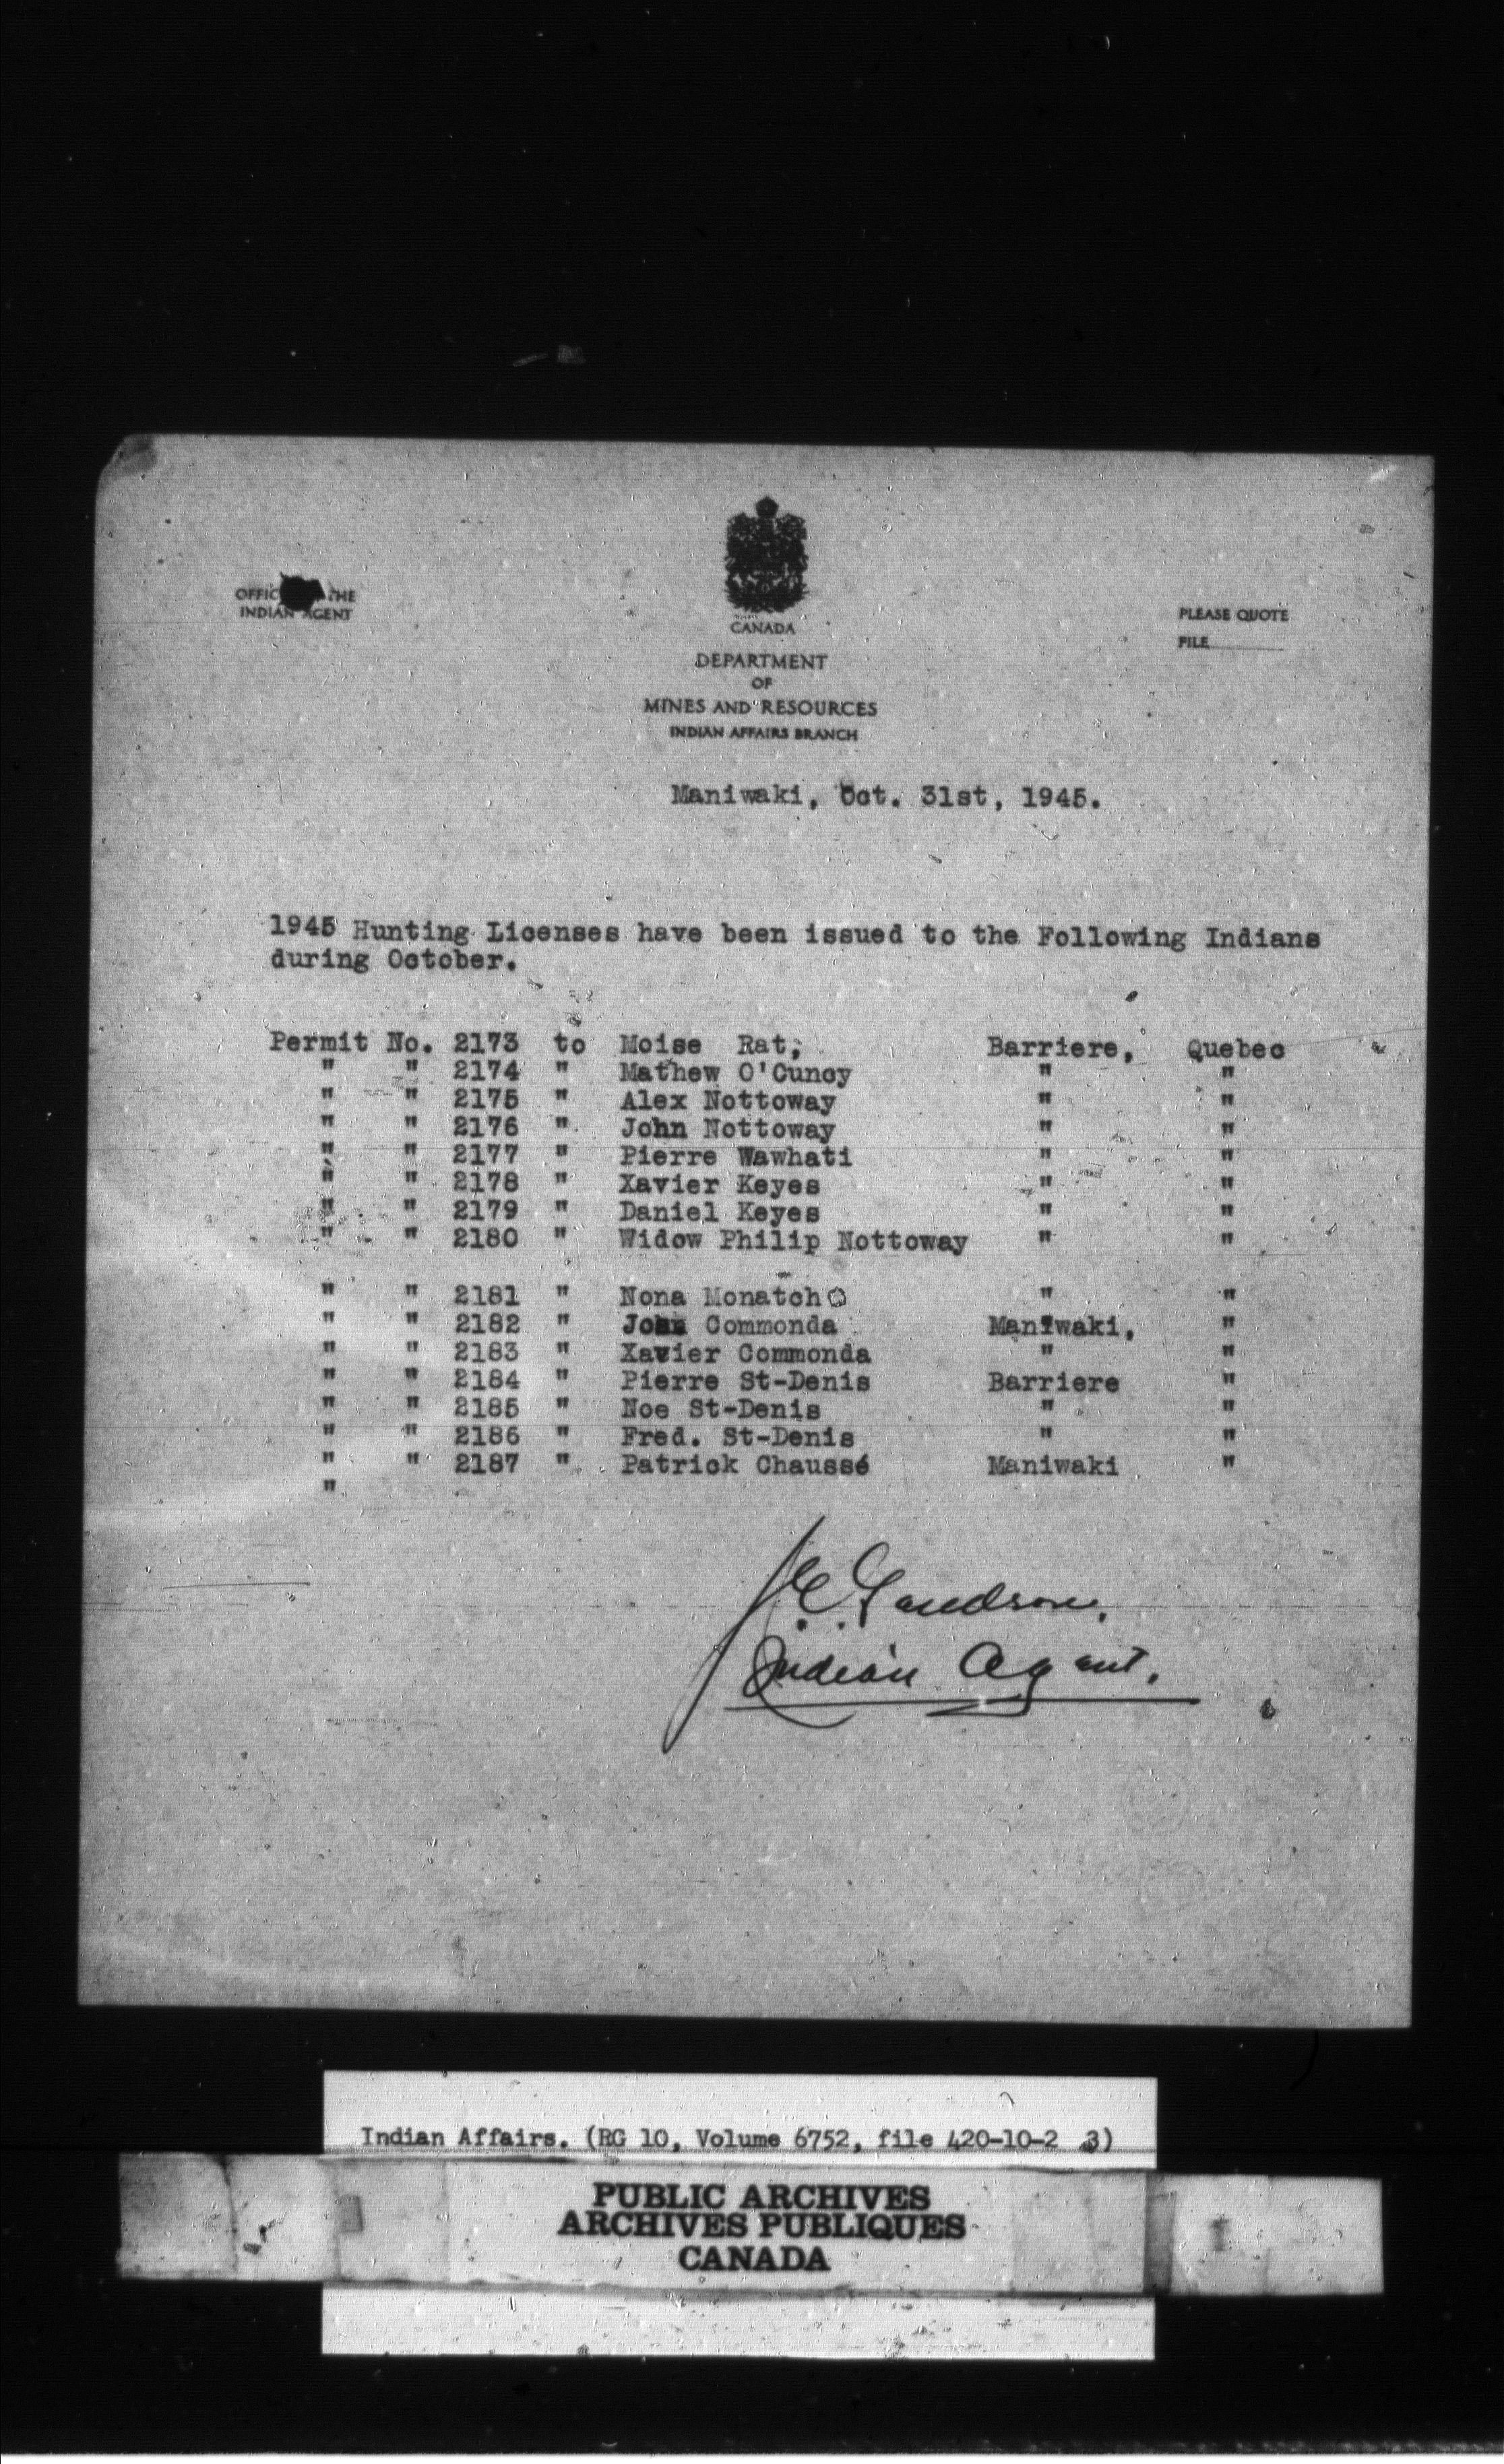 OFFIC THE
INDIAN AGENT
CANADA
PLEASE QUOTE
FILE
DEPARTMENT
OF
MINES AND RESOURCES
INDIAN AFFAIRS BRANCH
Maniwaki, Oct. 31st, 1945.
1945 Hunting Licenses have been issued to the Following Indians
during October.
Permit No. 2173 to Moise Rat, Barriere, Quebec
" " 2174 " Mathew O'Cuncy " "
" " 2175 " Alex Nottoway " "
" " 2176 " John Nottoway " "
" " 2177 " Pierre Wawhati " "
" " 2178 " Xavier Keyes " "
" " 2179 " Daniel Keyes " "
" " 2180 " Widow Philip Nottoway " "
" " 2181 " Nona Monatcho " "
" " 2182 " Commonda Maniwaki, "
" " 2183 " Xavier Commonda " "
" " 2184 " Pierre St-Denis Barriere "
" " 2185 " Noe St-Denis " "
" " 2186 " Fred. St-Denis " "
" " 2187 " Patrick Chaussé Maniwaki "
"
J.E. Gendron.
Indian Agent.
Indian Affairs. (RG 10, Volume 6752, file 420-10-2 3)
PUBLIC ARCHIVES
ARCHIVES PUBLIQUES
CANADA